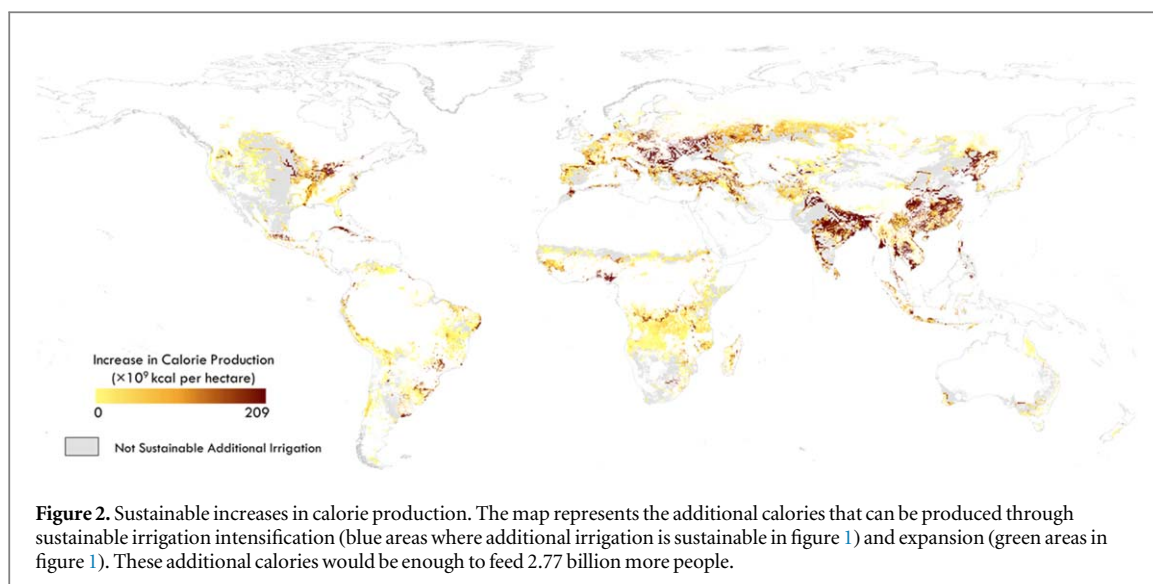 Increase in Calorie Production
(×10⁹ kcal per hectare)
0 209
Not Sustainable Additional Irrigation
Figure 2. Sustainable increases in calorie production. The map represents the additional calories that can be produced through
sustainable irrigation intensification (blue areas where additional irrigation is sustainable in figure 1) and expansion (green areas in
figure 1). These additional calories would be enough to feed 2.77 billion more people.